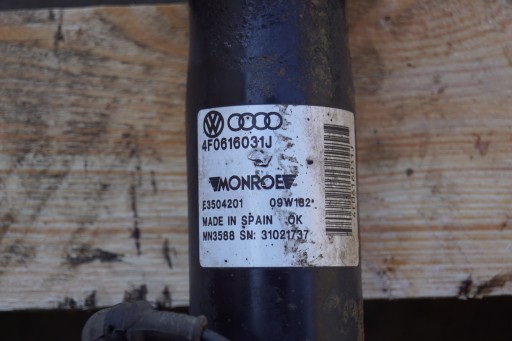 4F0616031J
MONROE
E3504201 09W182*
MADE IN SPAIN OK
MN3588 SN: 31021737